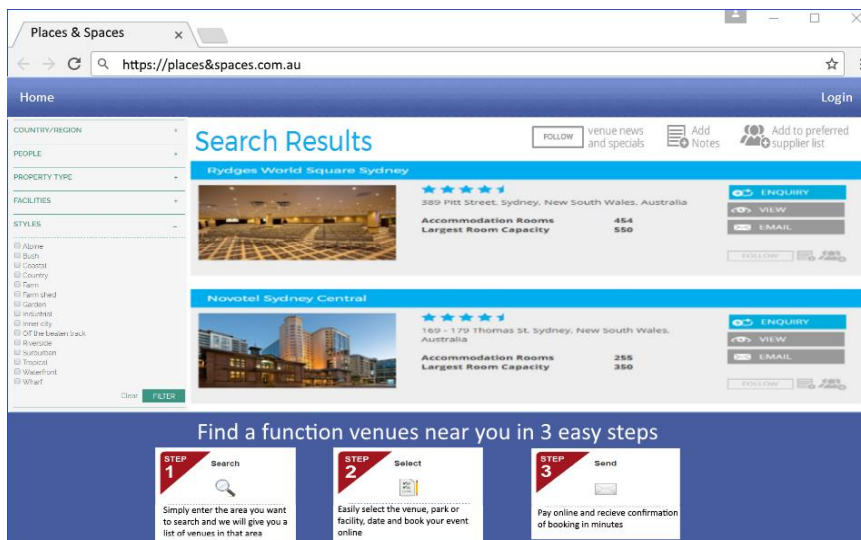 Places & Spaces
https://places&spaces.com.au
Home
Login
COUNTRY/REGION
PEOPLE
PROPERTY TYPE
FACILITIES
STYLES
Alpine
Bush
Coastal
Country
Farm
Farm shed
Garden
Industrial
Inner city
Off the beaten track
Riverside
Suburban
Tropical
Waterfront
Wharf
Clear FILTER
Search Results
FOLLOW
venue news
and specials
Add
Notes
Add to preferred
supplier list
Rydges World Square Sydney
389 Pitt Street, Sydney, New South Wales, Australia
Accommodation Rooms 454
Largest Room Capacity 550
ENQUIRY
VIEW
EMAIL
FOLLOW
Novotel Sydney Central
169 - 179 Thomas St, Sydney, New South Wales,
Australia
Accommodation Rooms 255
Largest Room Capacity 350
ENQUIRY
VIEW
EMAIL
FOLLOW
Find a function venues near you in 3 easy steps
STEP
1
Search
Simply enter the area you want
to search and we will give you a
list of venues in that area
STEP
2
Select
Easily select the venue, park or
facility, date and book your event
online
STEP
3
Send
Pay online and recieve confirmation
of booking in minutes